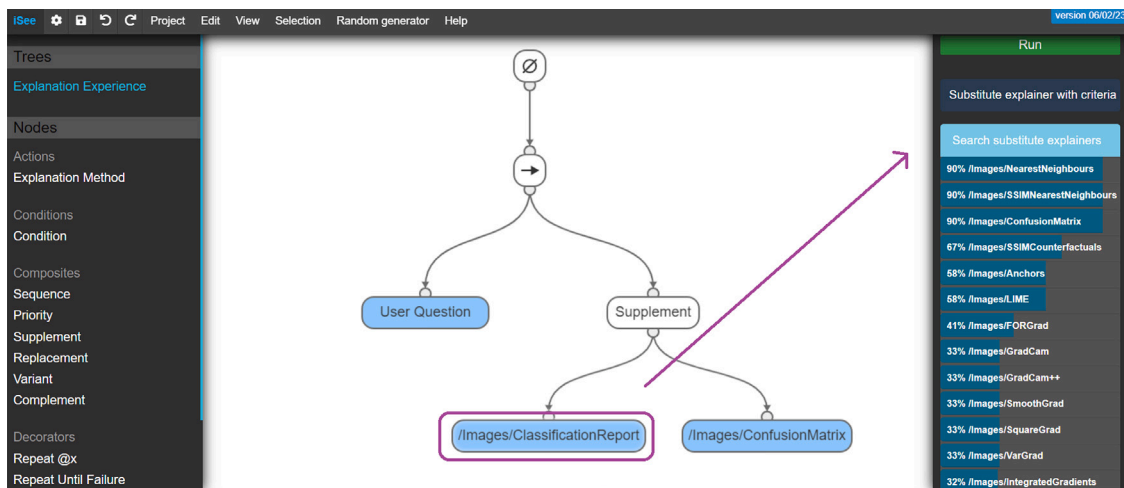 iSee Project Edit View Selection Random generator Help version 06/02/23
Trees
Explanation Experience
Nodes
Actions
Explanation Method
Conditions
Condition
Composites
Sequence
Priority
Supplement
Replacement
Variant
Complement
Decorators
Repeat @x
Repeat Until Failure
Ø
→
User Question
Supplement
/Images/ClassificationReport
/Images/ConfusionMatrix
Run
Substitute explainer with criteria
Search substitute explainers
90% /Images/NearestNeighbours
90% /Images/SSIMNearestNeighbours
90% /Images/ConfusionMatrix
67% /Images/SSIMCounterfactuals
58% /Images/Anchors
58% /Images/LIME
41% /Images/FORGrad
33% /Images/GradCam
33% /Images/GradCam++
33% /Images/SmoothGrad
33% /Images/SquareGrad
33% /Images/VarGrad
32% /Images/IntegratedGradients